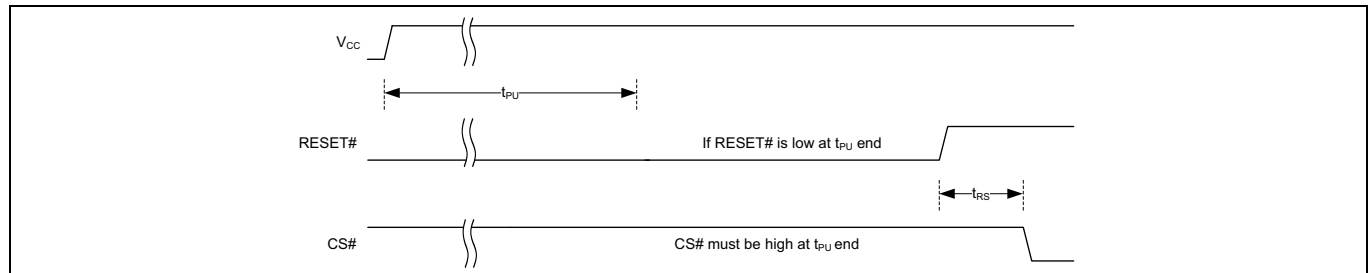 VCC
tPU
RESET#
If RESET# is low at tPU end
tRS
CS#
CS# must be high at tPU end